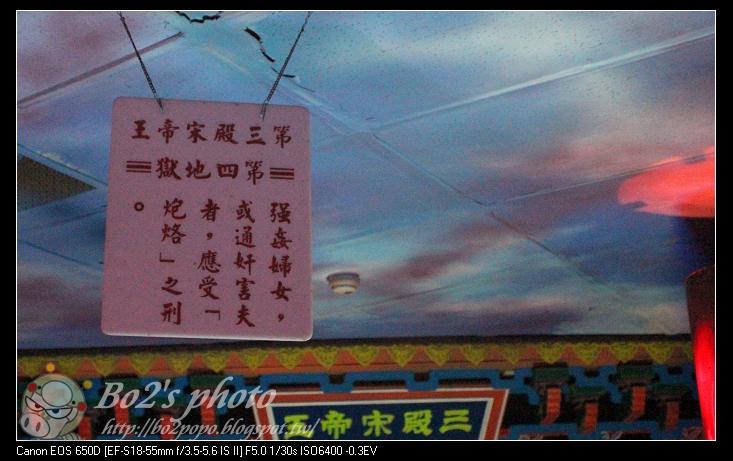 第三殿宋帝王
第四地獄
强姦婦女，
或通奸害夫
者，應受「
炮烙」之刑
。
三殿宋帝王
Bo2's photo
http://bo2popo.blogspot.tw/
Canon EOS 650D [EF-S18-55mm f/3.5-5.6 IS II] F5.0 1/30s ISO6400 -0.3EV